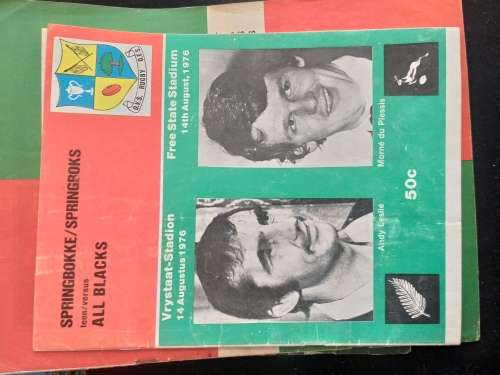 SPRINGBOKKE/SPRINGBOKS
teen/versus
ALL BLACKS
O.V.S. RUGBY O.F.S.
Vrystaat-Stadion
14 Augustus 1976
Free State Stadium
14th August, 1976
Andy Leslie
Morné du Plessis
50c